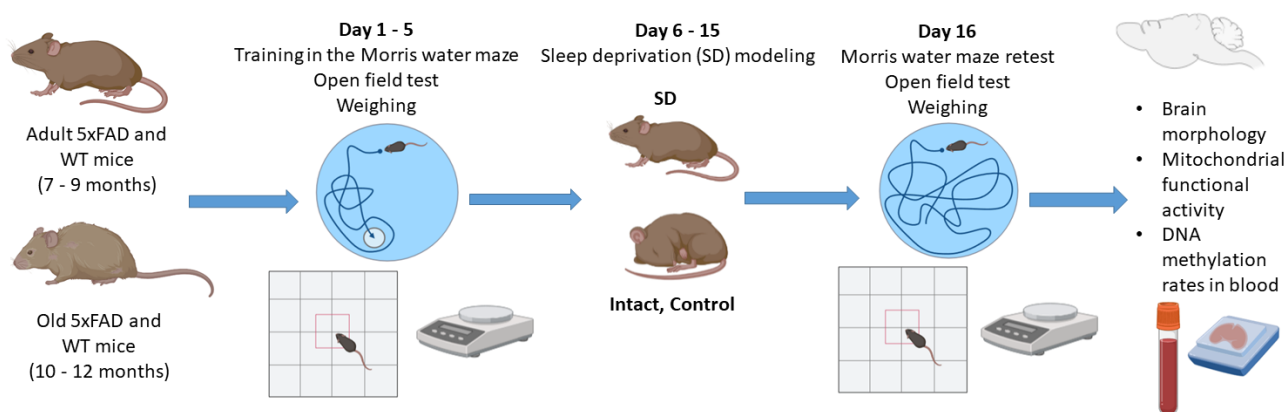 Adult 5xFAD and
WT mice
(7 - 9 months)
Old 5xFAD and
WT mice
(10 - 12 months)
Day 1 - 5
Training in the Morris water maze
Open field test
Weighing
Day 6 - 15
Sleep deprivation (SD) modeling
SD
Intact, Control
Day 16
Morris water maze retest
Open field test
Weighing
• Brain
morphology
• Mitochondrial
functional
activity
• DNA
methylation
rates in blood